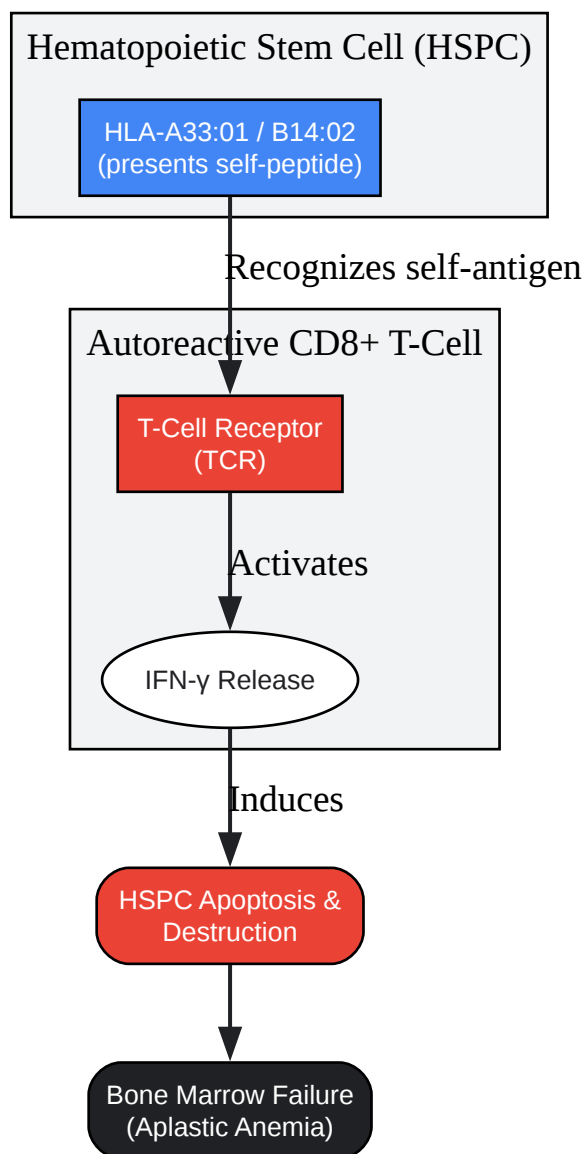 Hematopoietic Stem Cell (HSPC)
HLA-A33:01 / B14:02
(presents self-peptide)
Recognizes self-antigen
Autoreactive CD8+ T-Cell
T-Cell Receptor
(TCR)
Activates
IFN-γ Release
Induces
HSPC Apoptosis &
Destruction
Bone Marrow Failure
(Aplastic Anemia)